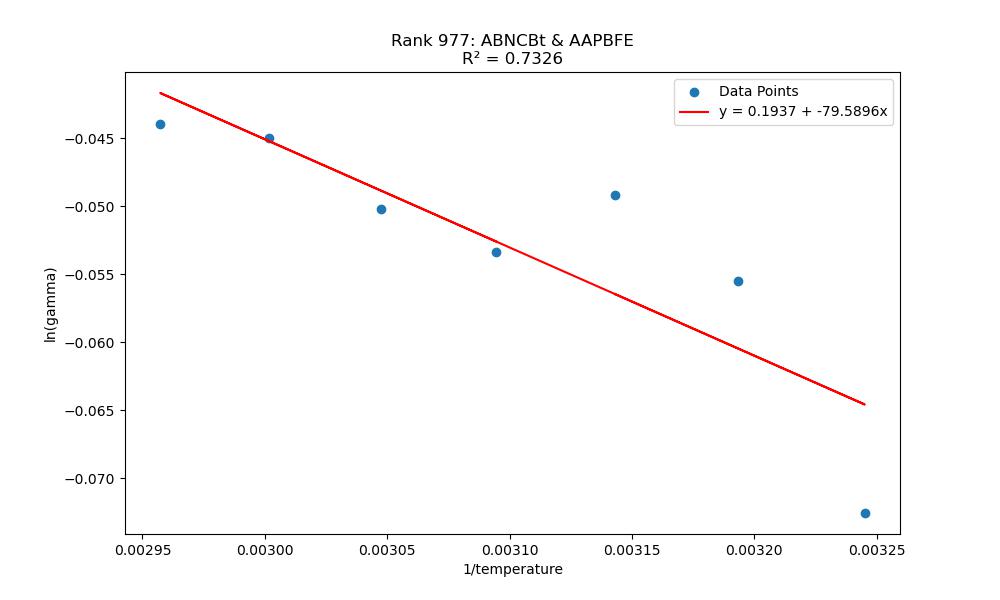 Rank 977: ABNCBt & AAPBFE
R² = 0.7326
Data Points
y = 0.1937 + -79.5896x
ln(gamma)
−0.045
−0.050
−0.055
−0.060
−0.065
−0.070
0.00295 0.00300 0.00305 0.00310 0.00315 0.00320 0.00325
1/temperature